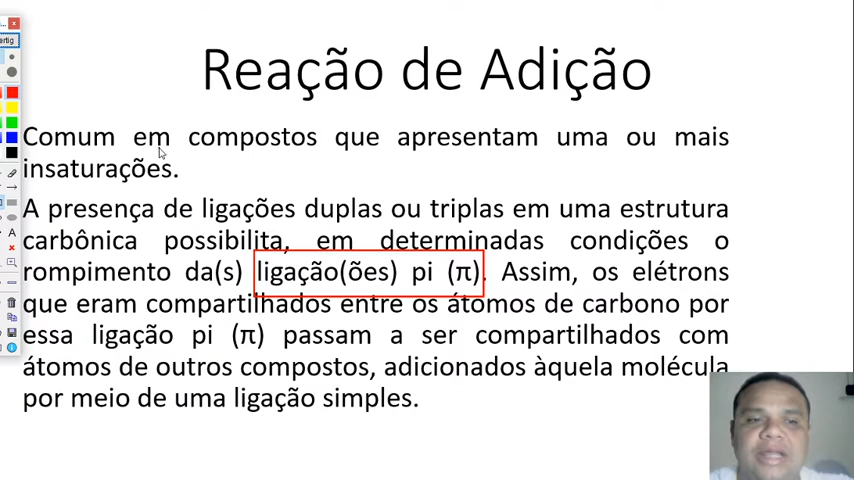 Reação de Adição
ertig
Comum em compostos que apresentam uma ou mais
insaturações.
A presença de ligações duplas ou triplas em uma estrutura
carbônica possibilita, em determinadas condições o
rompimento da(s) ligação(ões) pi (π). Assim, os elétrons
que eram compartilhados entre os átomos de carbono por
essa ligação pi (π) passam a ser compartilhados com
átomos de outros compostos, adicionados àquela molécula
por meio de uma ligação simples.